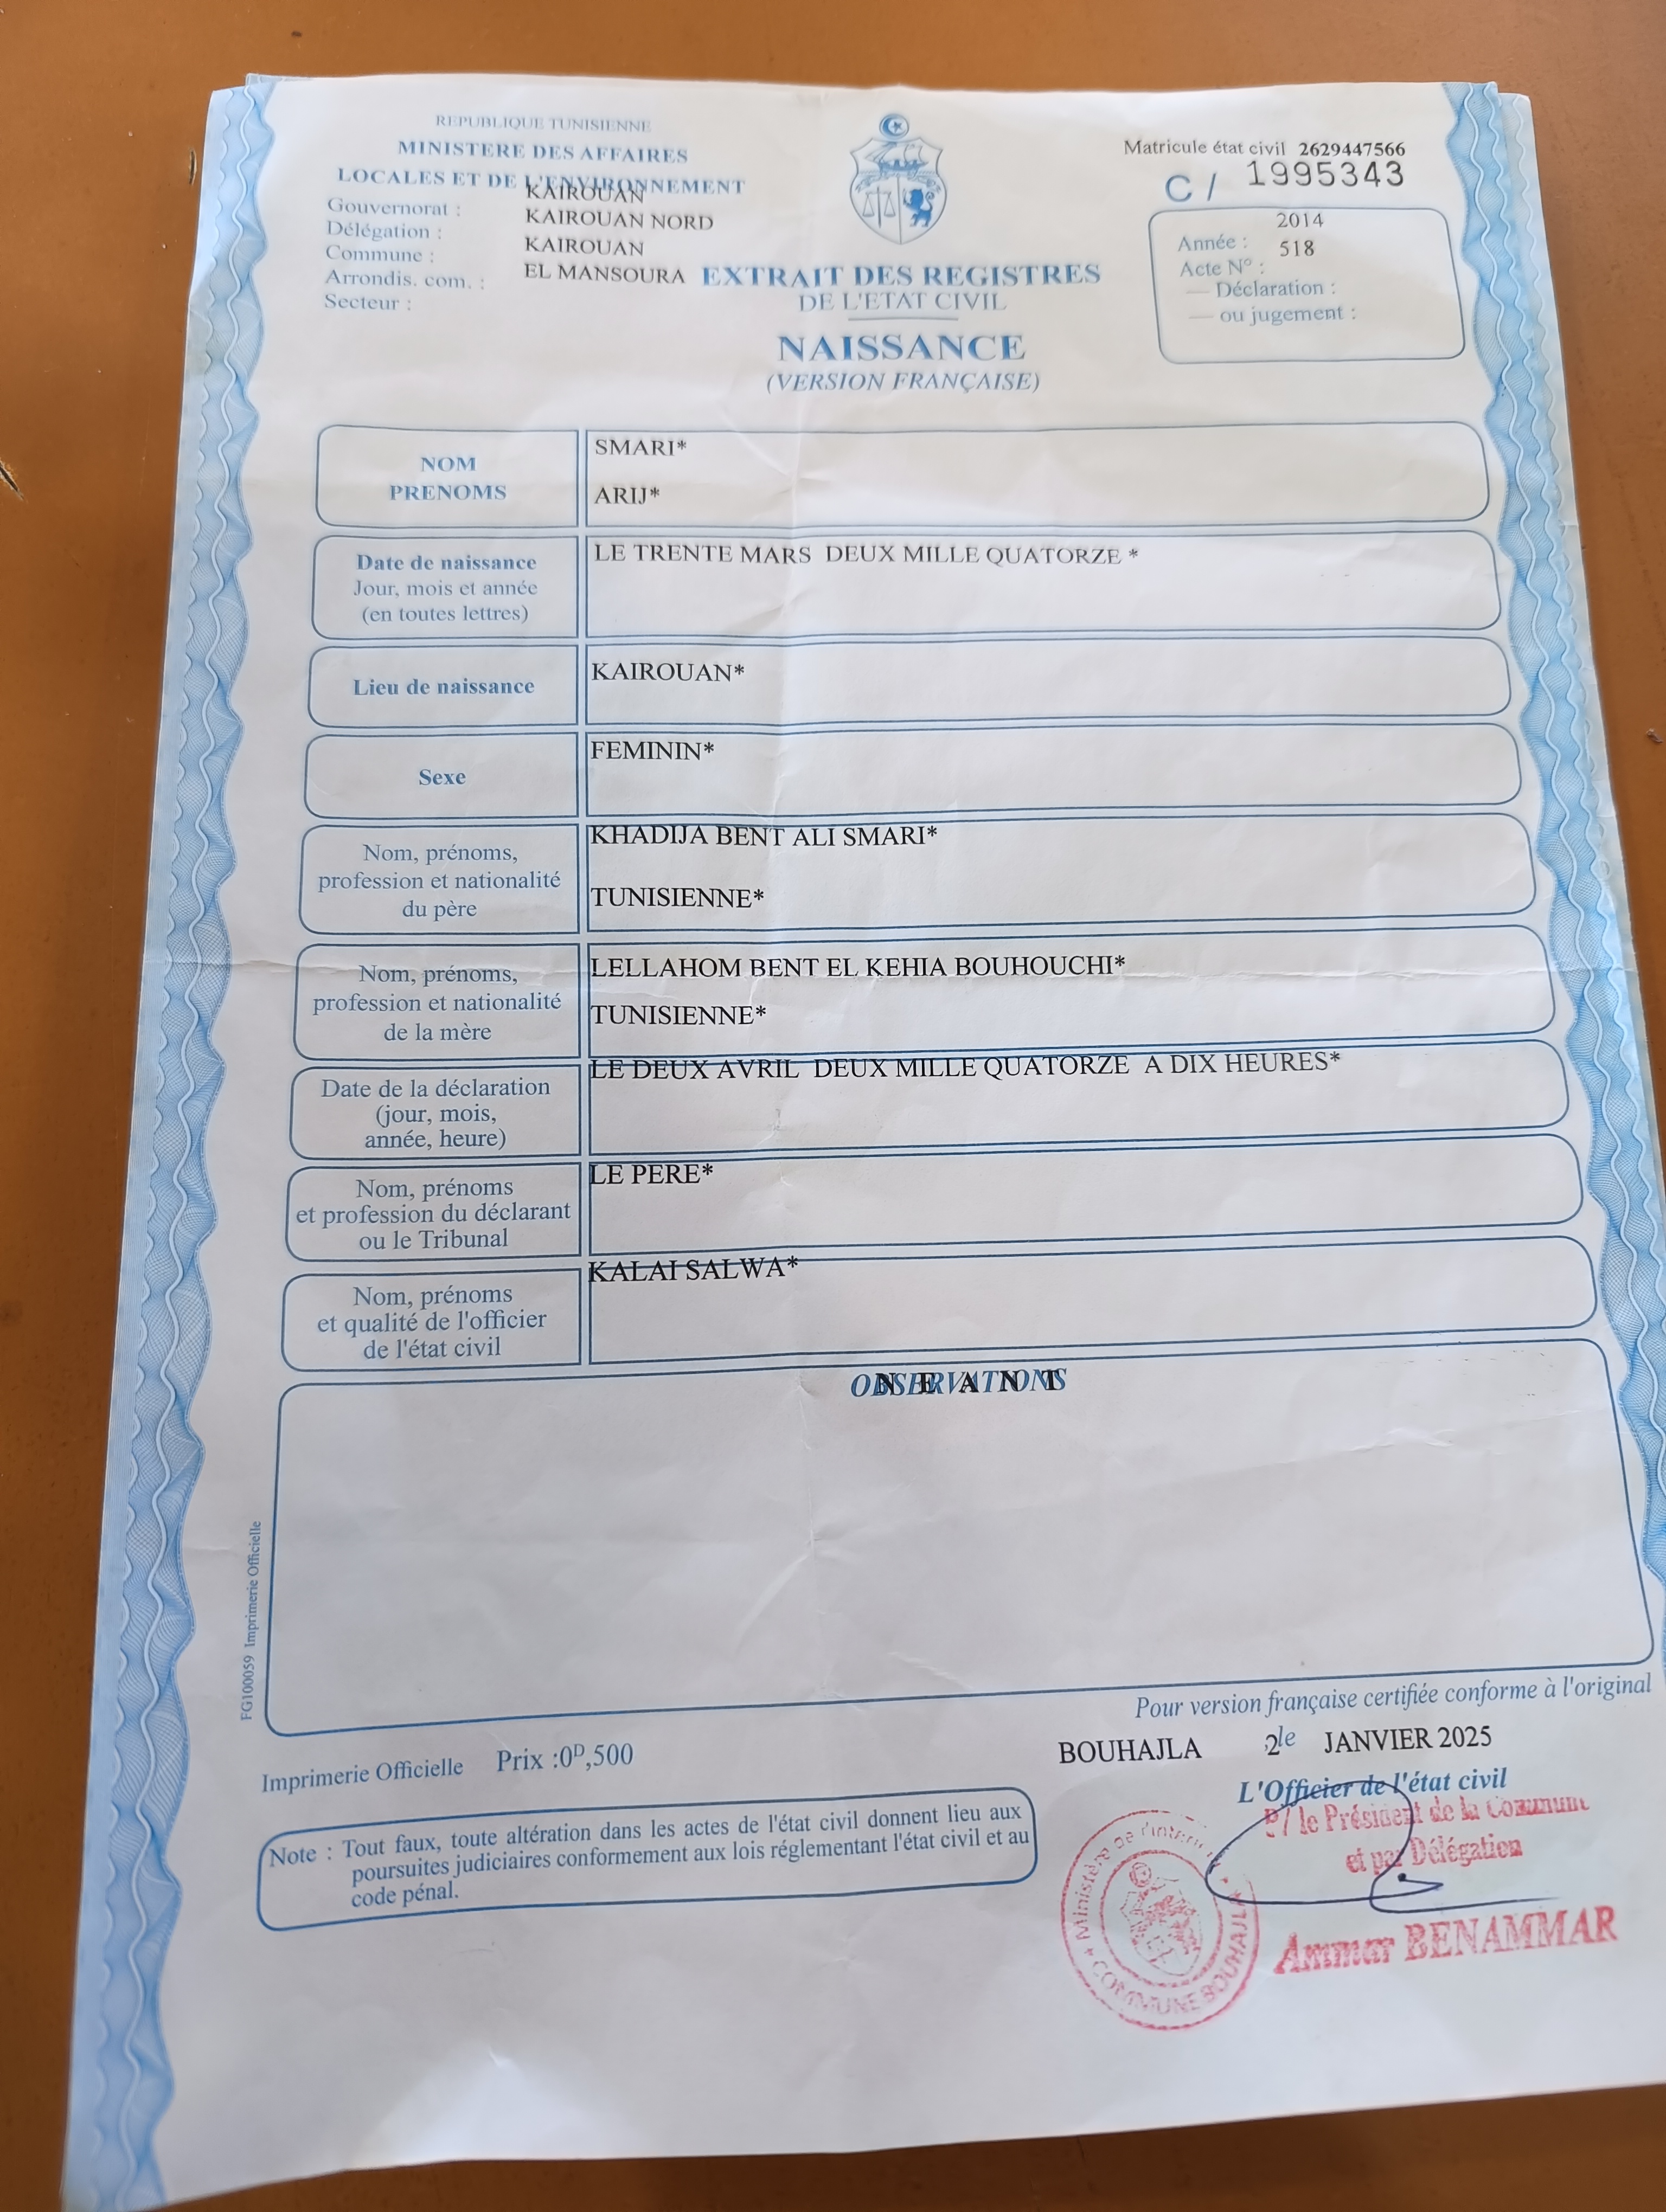 REPUBLIQUE TUNISIENNE
MINISTERE DES AFFAIRES
LOCALES ET DE L'ENVIRONNEMENT
Gouvernorat : KAIROUAN
Délégation : KAIROUAN NORD
Commune : KAIROUAN
Arrondis. com. : EL MANSOURA
Secteur :
EXTRAIT DES REGISTRES
DE L'ETAT CIVIL
NAISSANCE
(VERSION FRANÇAISE)
Matricule état civil 2629447566
C / 1995343
2014
Année :
518
Acte N° :
— Déclaration :
— ou jugement :
NOM
PRENOMS
SMARI*
ARIJ*
Date de naissance
Jour, mois et année
(en toutes lettres)
LE TRENTE MARS DEUX MILLE QUATORZE *
Lieu de naissance
KAIROUAN*
Sexe
FEMININ*
Nom, prénoms,
profession et nationalité
du père
KHADIJA BENT ALI SMARI*
TUNISIENNE*
Nom, prénoms,
profession et nationalité
de la mère
LELLAHOM BENT EL KEHIA BOUHOUCHI*
TUNISIENNE*
Date de la déclaration
(jour, mois,
année, heure)
LE DEUX AVRIL DEUX MILLE QUATORZE A DIX HEURES*
Nom, prénoms
et profession du déclarant
ou le Tribunal
LE PERE*
Nom, prénoms
et qualité de l'officier
de l'état civil
KALAI SALWA*
OBSERVATIONS
N E A N T
FG100059 Imprimerie Officielle
Pour version française certifiée conforme à l'original
BOUHAJLA 2 le JANVIER 2025
L'Officier de l'état civil
P/ le Président de la Commune
et par Délégation
Ammar BENAMMAR
Ministère de l'intérieur
COMMUNE BOUHAJLA
Imprimerie Officielle Prix :0D,500
Note : Tout faux, toute altération dans les actes de l'état civil donnent lieu aux
poursuites judiciaires conformement aux lois réglementant l'état civil et au
code pénal.